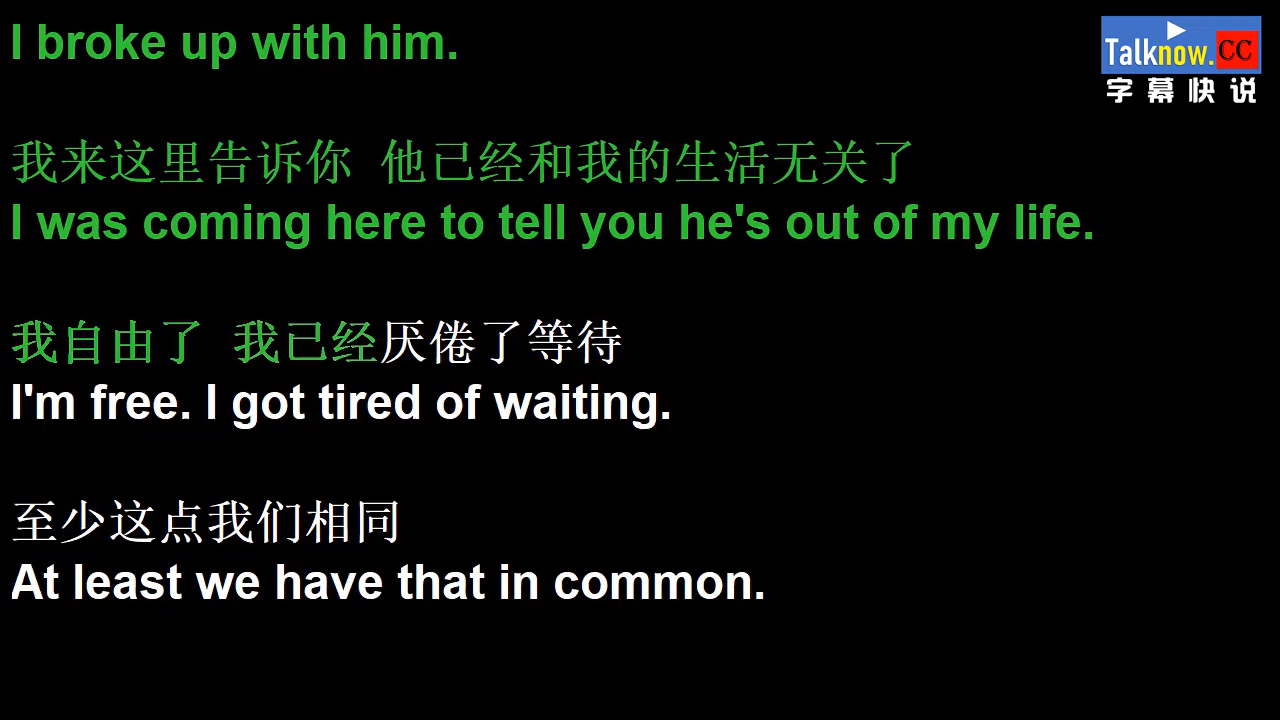 I broke up with him.
Talknow.CC
字幕快说
我来这里告诉你 他已经和我的生活无关了
I was coming here to tell you he's out of my life.
我自由了 我已经厌倦了等待
I'm free. I got tired of waiting.
至少这点我们相同
At least we have that in common.